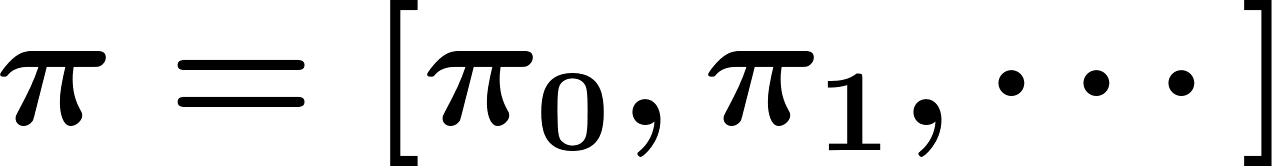 π = [π₀, π₁, ⋯ ]